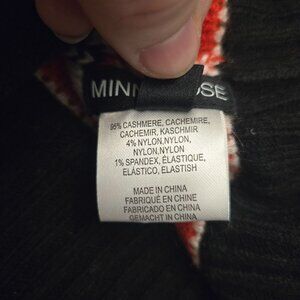 MINN
SE
95% CASHMERE, CACHEMIRE,
CACHEMIR, KASCHMIR
4% NYLON,NYLON,
NYLON,NYLON
1% SPANDEX, ÉLASTIQUE,
ELÁSTICO, ELASTISH
MADE IN CHINA
FABRIQUÉ EN CHINE
FABRICADO EN CHINA
GEMACHT IN CHINA